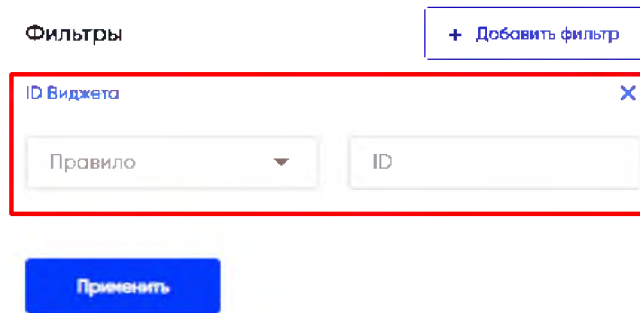 Фильтры
+ Добавить фильтр
ID Виджета
Правило
ID
Применить